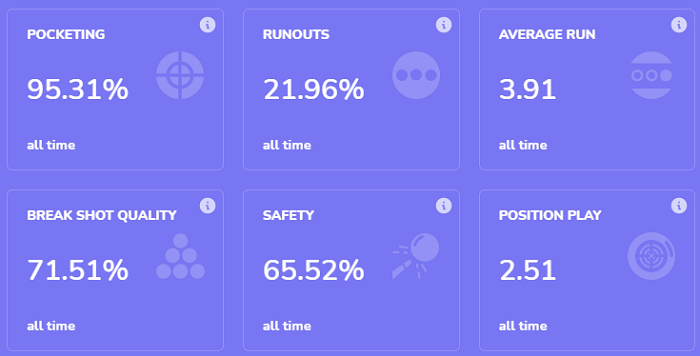 POCKETING
95.31%
all time
RUNOUTS
21.96%
all time
AVERAGE RUN
3.91
all time
BREAK SHOT QUALITY
71.51%
all time
SAFETY
65.52%
all time
POSITION PLAY
2.51
all time